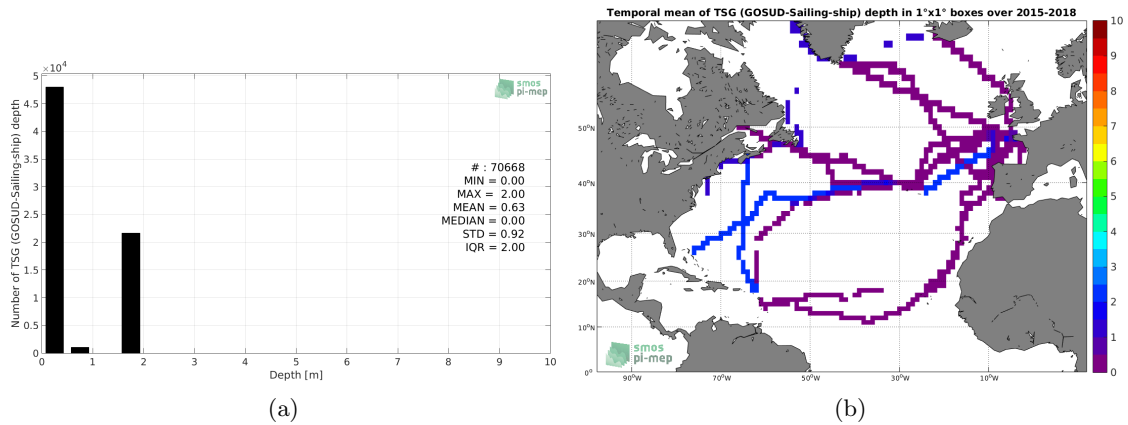 ×10⁴
5
4.5
4
3.5
3
2.5
2
1.5
1
0.5
0
Number of TSG (GOSUD-Sailing-ship) depth
smos
pi-mep
# : 70668
MIN = 0.00
MAX = 2.00
MEAN = 0.63
MEDIAN = 0.00
STD = 0.92
IQR = 2.00
0 1 2 3 4 5 6 7 8 9 10
Depth [m]
(a)
Temporal mean of TSG (GOSUD-Sailing-ship) depth in 1°x1° boxes over 2015-2018
50°N
40°N
30°N
20°N
10°N
0°
90°W 70°W 50°W 30°W 10°W
smos
pi-mep
10
9
8
7
6
5
4
3
2
1
0
(b)